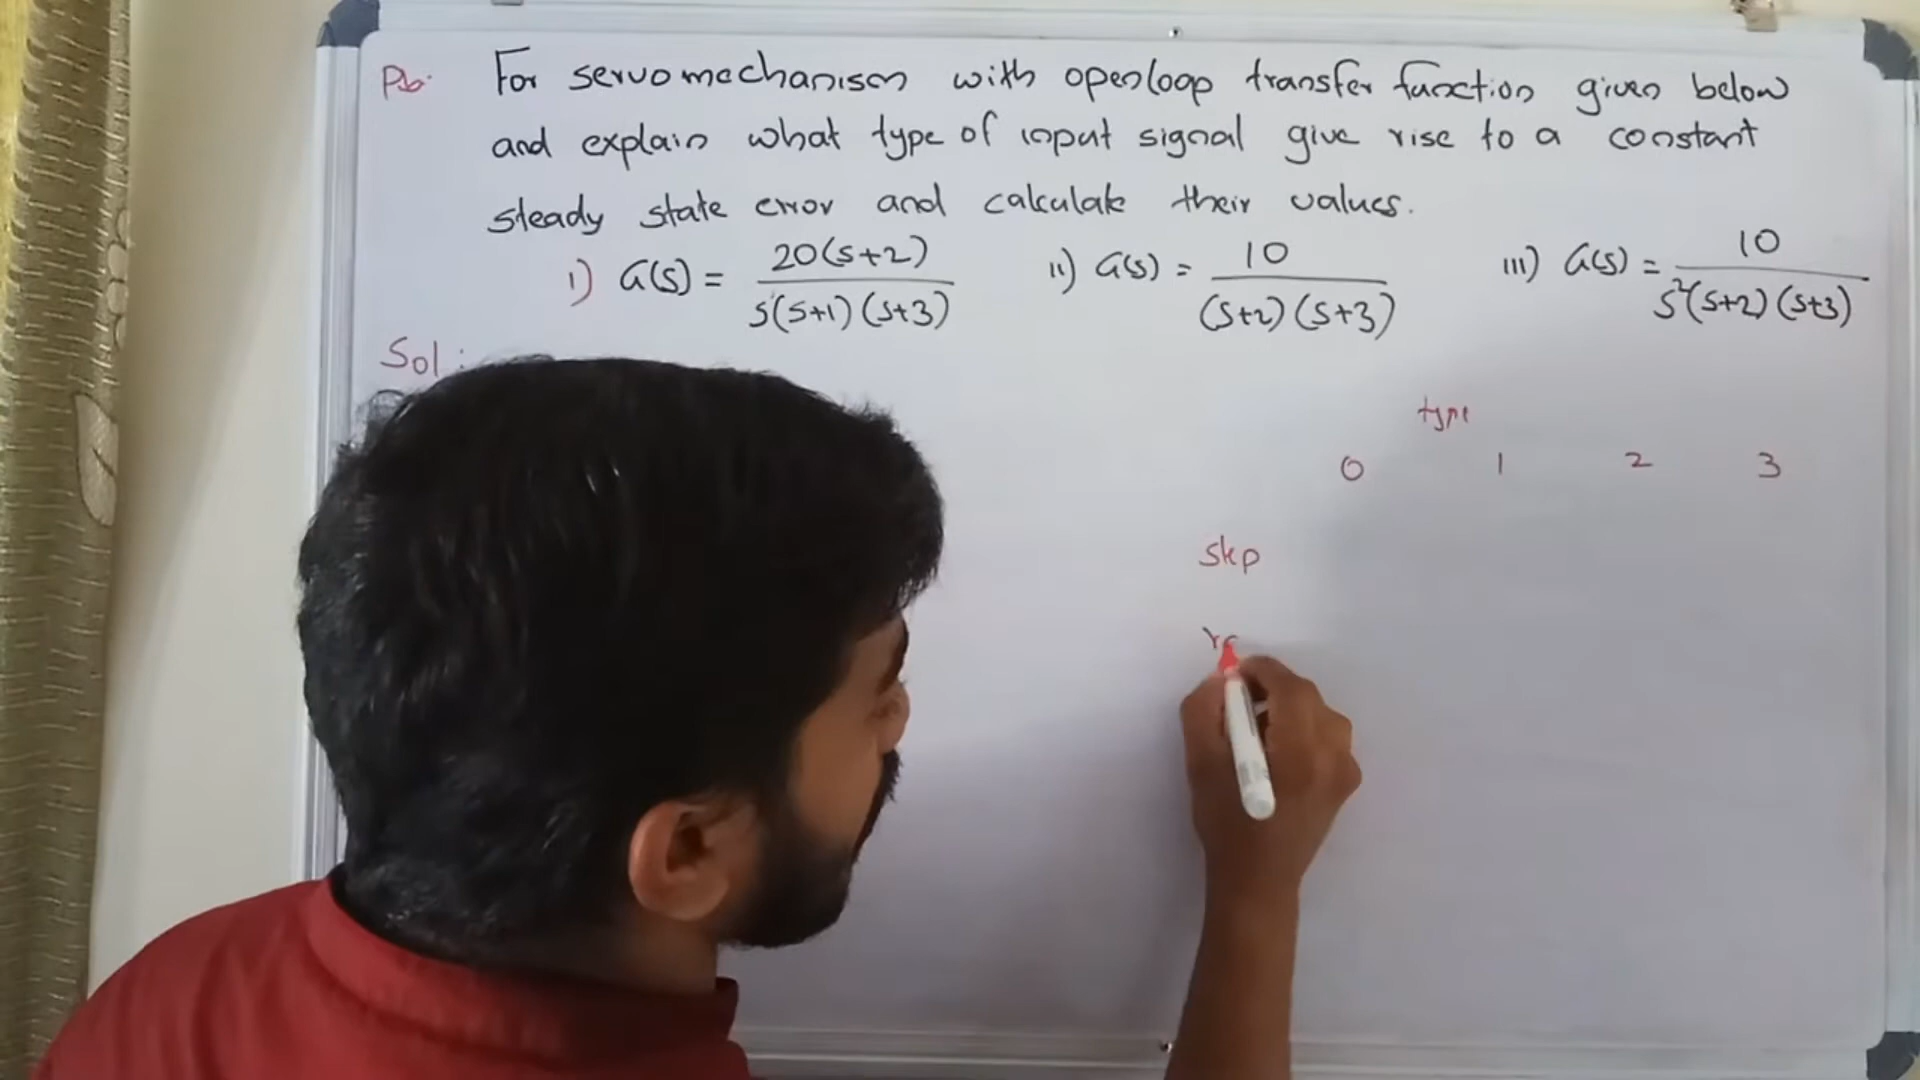 Pb. For servomechanism with openloop transfer function given below
and explain what type of input signal give rise to a constant
steady state error and calculate their values.
i) G(s) = 20(s+2) / s(s+1)(s+3) ii) G(s) = 10 / (s+2)(s+3) iii) G(s) = 10 / s²(s+2)(s+3)
Sol:
type
0 1 2 3
step